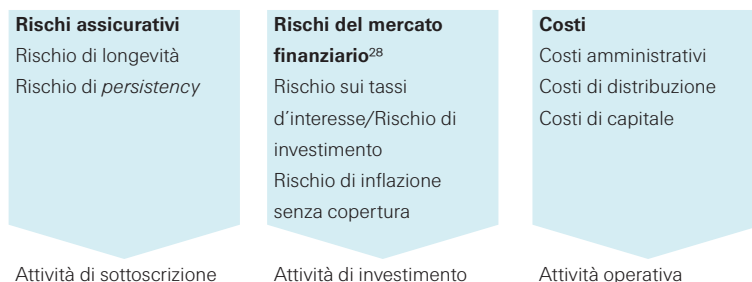 Rischi assicurativi
Rischio di longevità
Rischio di persistency
Attività di sottoscrizione
Rischi del mercato
finanziario²⁸
Rischio sui tassi
d´interesse/Rischio di
investimento
Rischio di inflazione
senza copertura
Attività di investimento
Costi
Costi amministrativi
Costi di distribuzione
Costi di capitale
Attività operativa